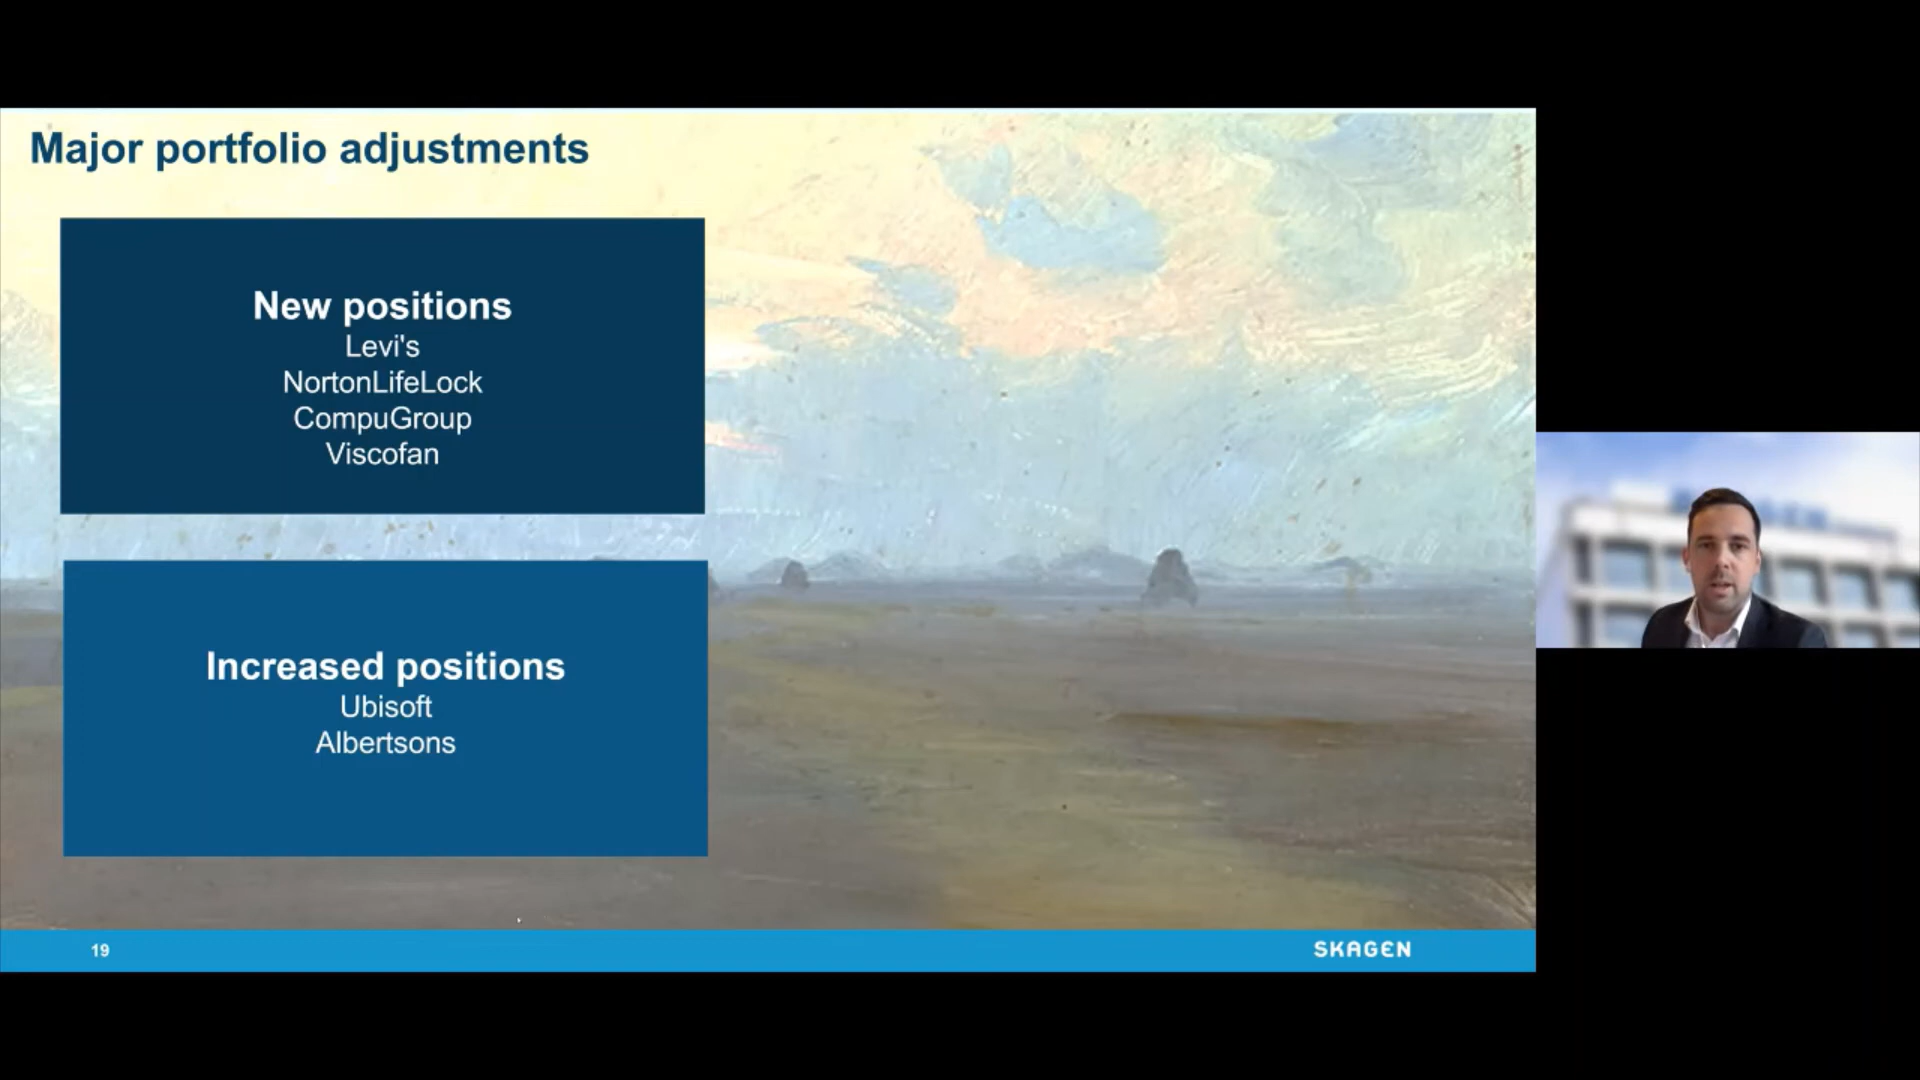 Major portfolio adjustments
New positions
Levi's
NortonLifeLock
CompuGroup
Viscofan
Increased positions
Ubisoft
Albertsons
19
SKAGEN